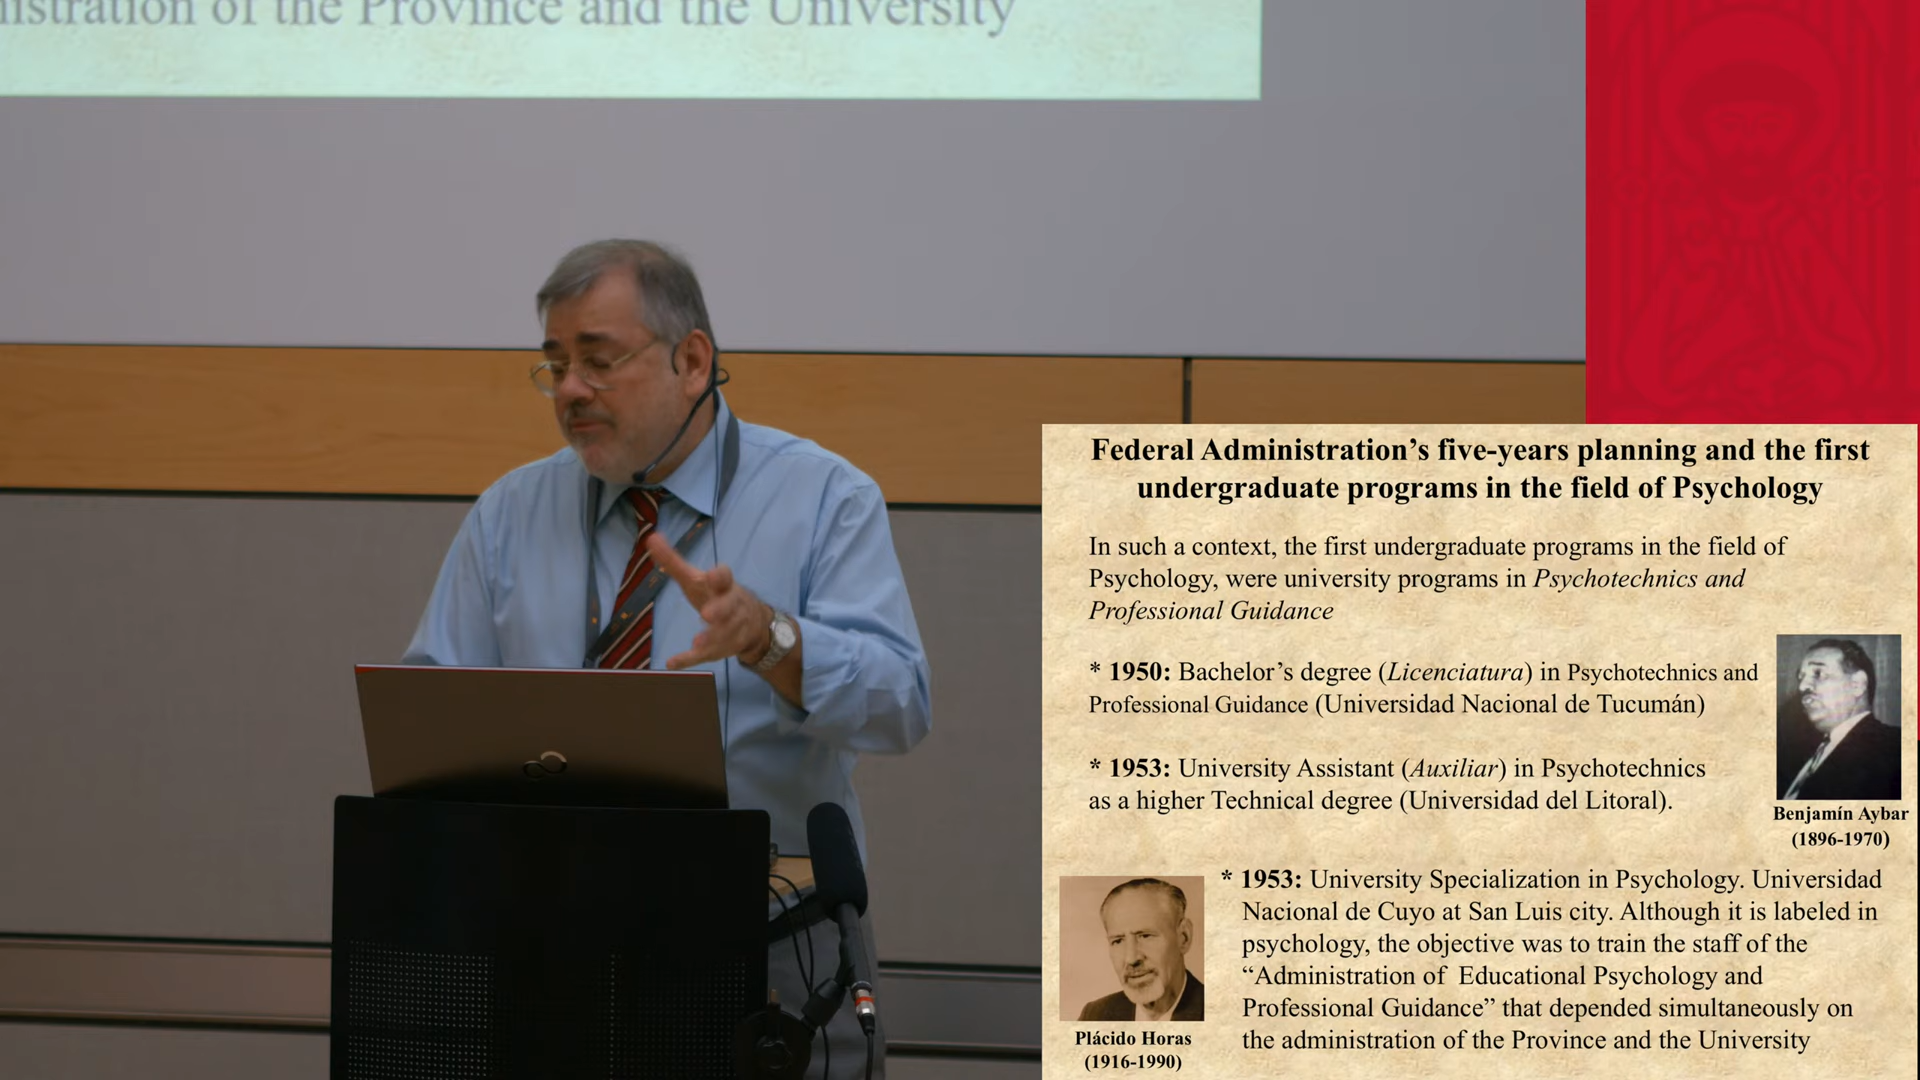 istration of the Province and the University
Federal Administration’s five-years planning and the first
undergraduate programs in the field of Psychology
In such a context, the first undergraduate programs in the field of
Psychology, were university programs in Psychotechnics and
Professional Guidance
* 1950: Bachelor’s degree (Licenciatura) in Psychotechnics and
Professional Guidance (Universidad Nacional de Tucumán)
* 1953: University Assistant (Auxiliar) in Psychotechnics
as a higher Technical degree (Universidad del Litoral).
Benjamín Aybar
(1896-1970)
* 1953: University Specialization in Psychology. Universidad
Nacional de Cuyo at San Luis city. Although it is labeled in
psychology, the objective was to train the staff of the
“Administration of Educational Psychology and
Professional Guidance” that depended simultaneously on
the administration of the Province and the University
Plácido Horas
(1916-1990)